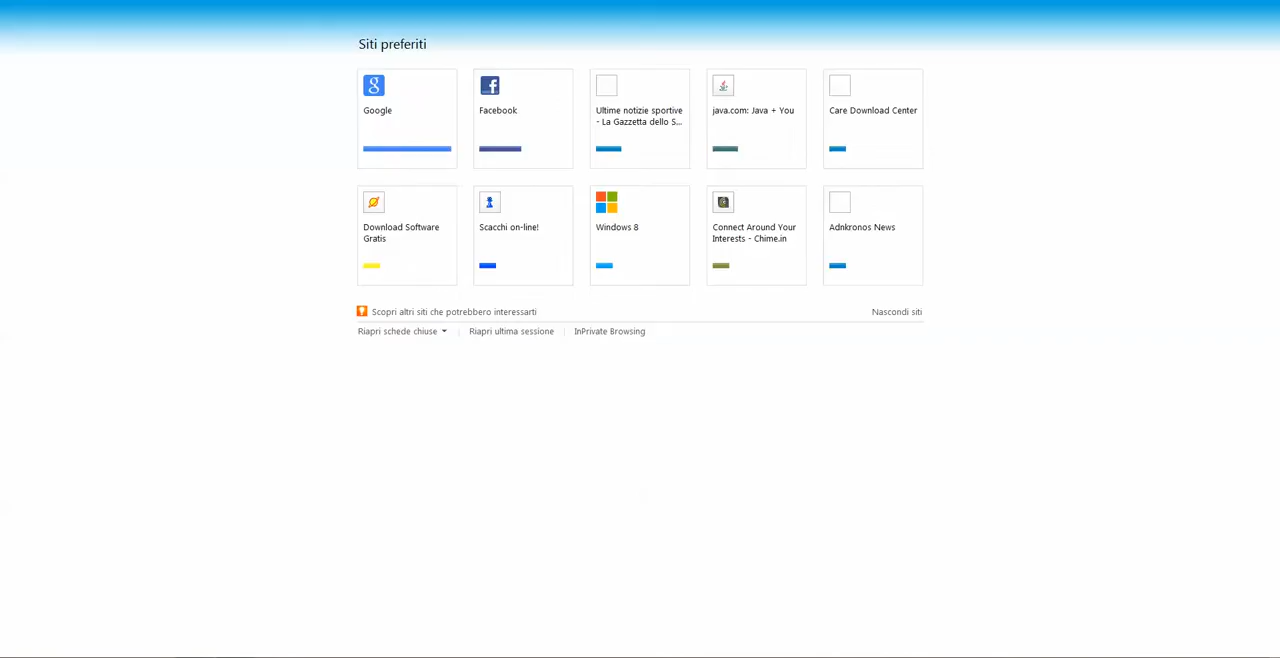 Siti preferiti
Google
Facebook
Ultime notizie sportive
- La Gazzetta dello S...
java.com: Java + You
Care Download Center
Download Software
Gratis
Scacchi on-line!
Windows 8
Connect Around Your
Interests - Chime.in
Adnkronos News
Scopri altri siti che potrebbero interessarti
Nascondi siti
Riapri schede chiuse
Riapri ultima sessione
InPrivate Browsing